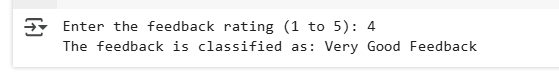 Enter the feedback rating (1 to 5): 4
The feedback is classified as: Very Good Feedback